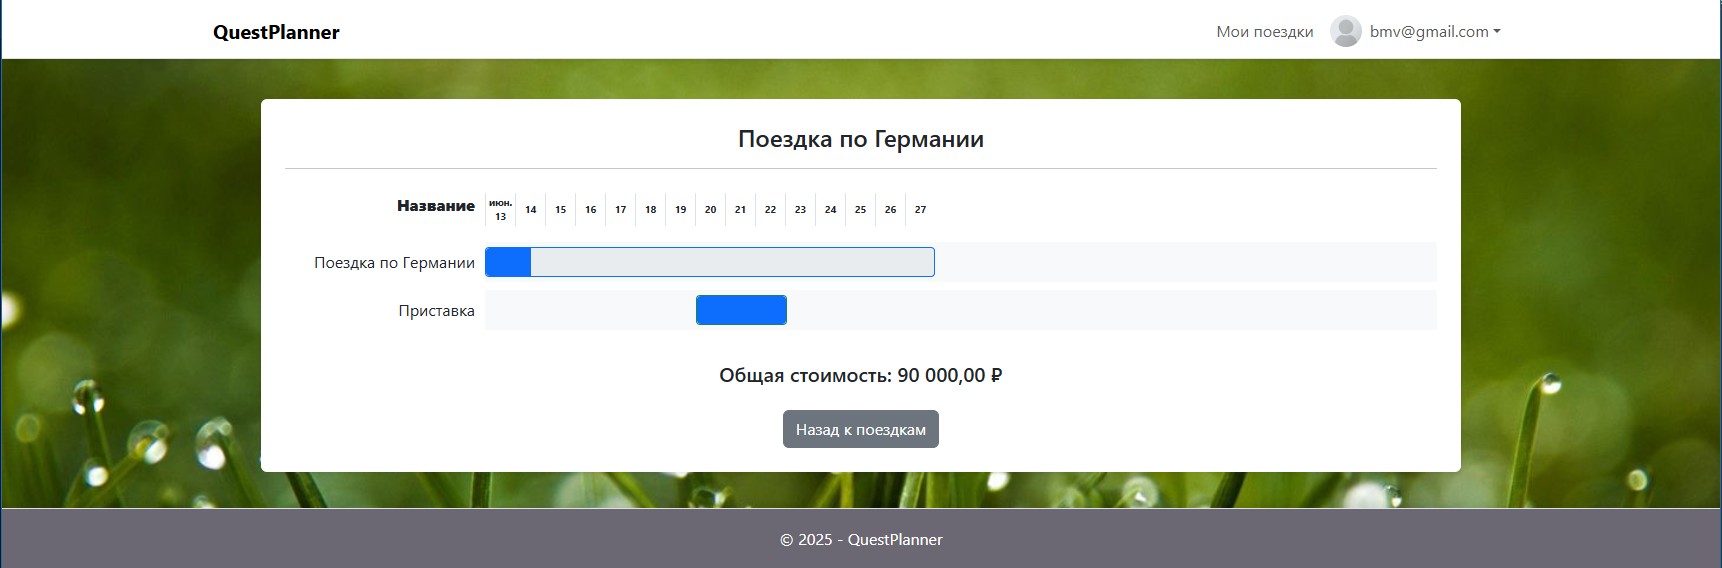 QuestPlanner
Мои поездки bmv@gmail.com
Поездка по Германии
Название июн. 13 14 15 16 17 18 19 20 21 22 23 24 25 26 27
Поездка по Германии
Приставка
Общая стоимость: 90 000,00 ₽
Назад к поездкам
© 2025 - QuestPlanner